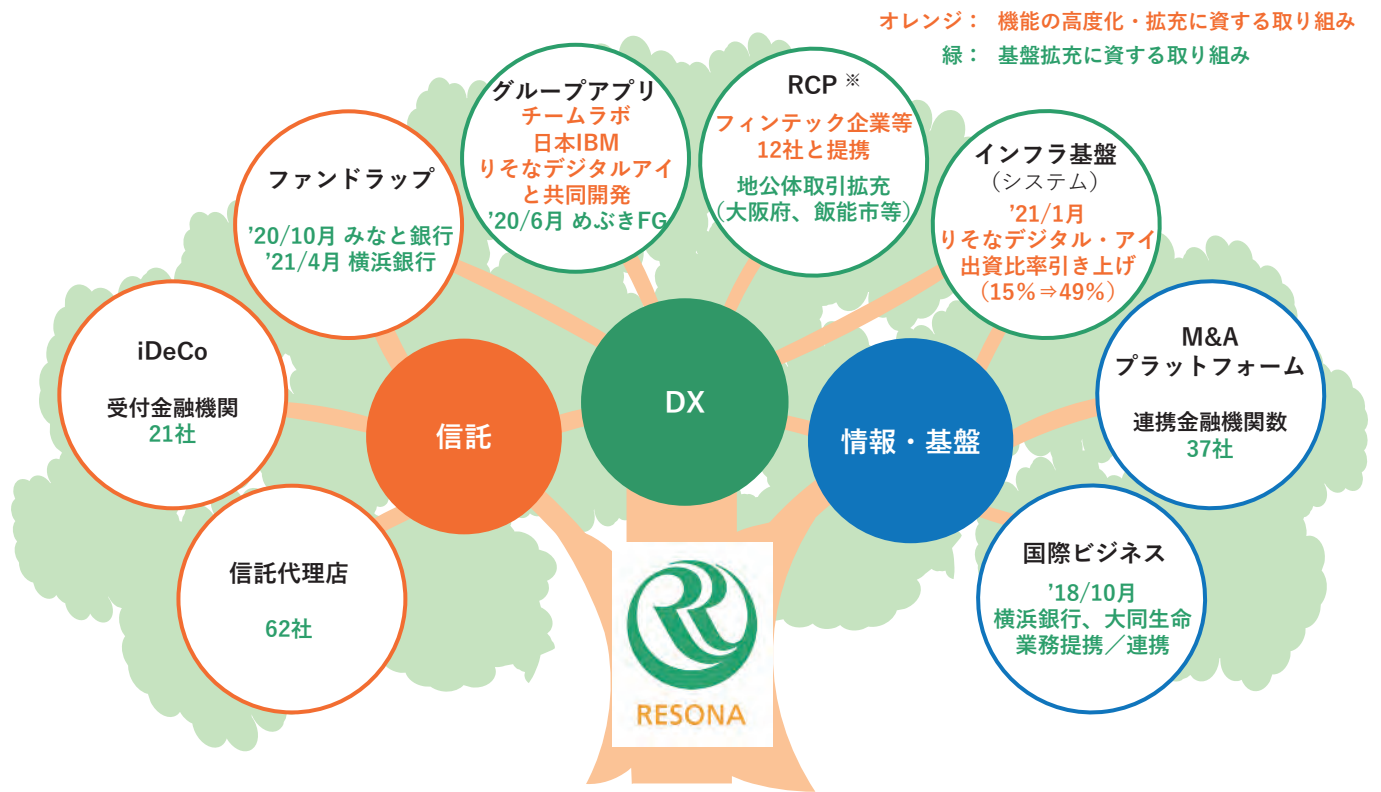 オレンジ： 機能の高度化・拡充に資する取り組み
緑： 基盤拡充に資する取り組み
グループアプリ
チームラボ
日本IBM
りそなデジタルアイ
と共同開発
’20/6月 めぶきFG
RCP ※
フィンテック企業等
12社と提携
地公体取引拡充
（大阪府、飯能市等）
ファンドラップ
’20/10月 みなと銀行
’21/4月 横浜銀行
インフラ基盤
（システム）
’21/1月
りそなデジタル・アイ
出資比率引き上げ
（15％⇒49％）
iDeCo
受付金融機関
21社
M&A
プラットフォーム
連携金融機関数
37社
信託
DX
情報・基盤
信託代理店
62社
国際ビジネス
’18/10月
横浜銀行、大同生命
業務提携／連携
RESONA